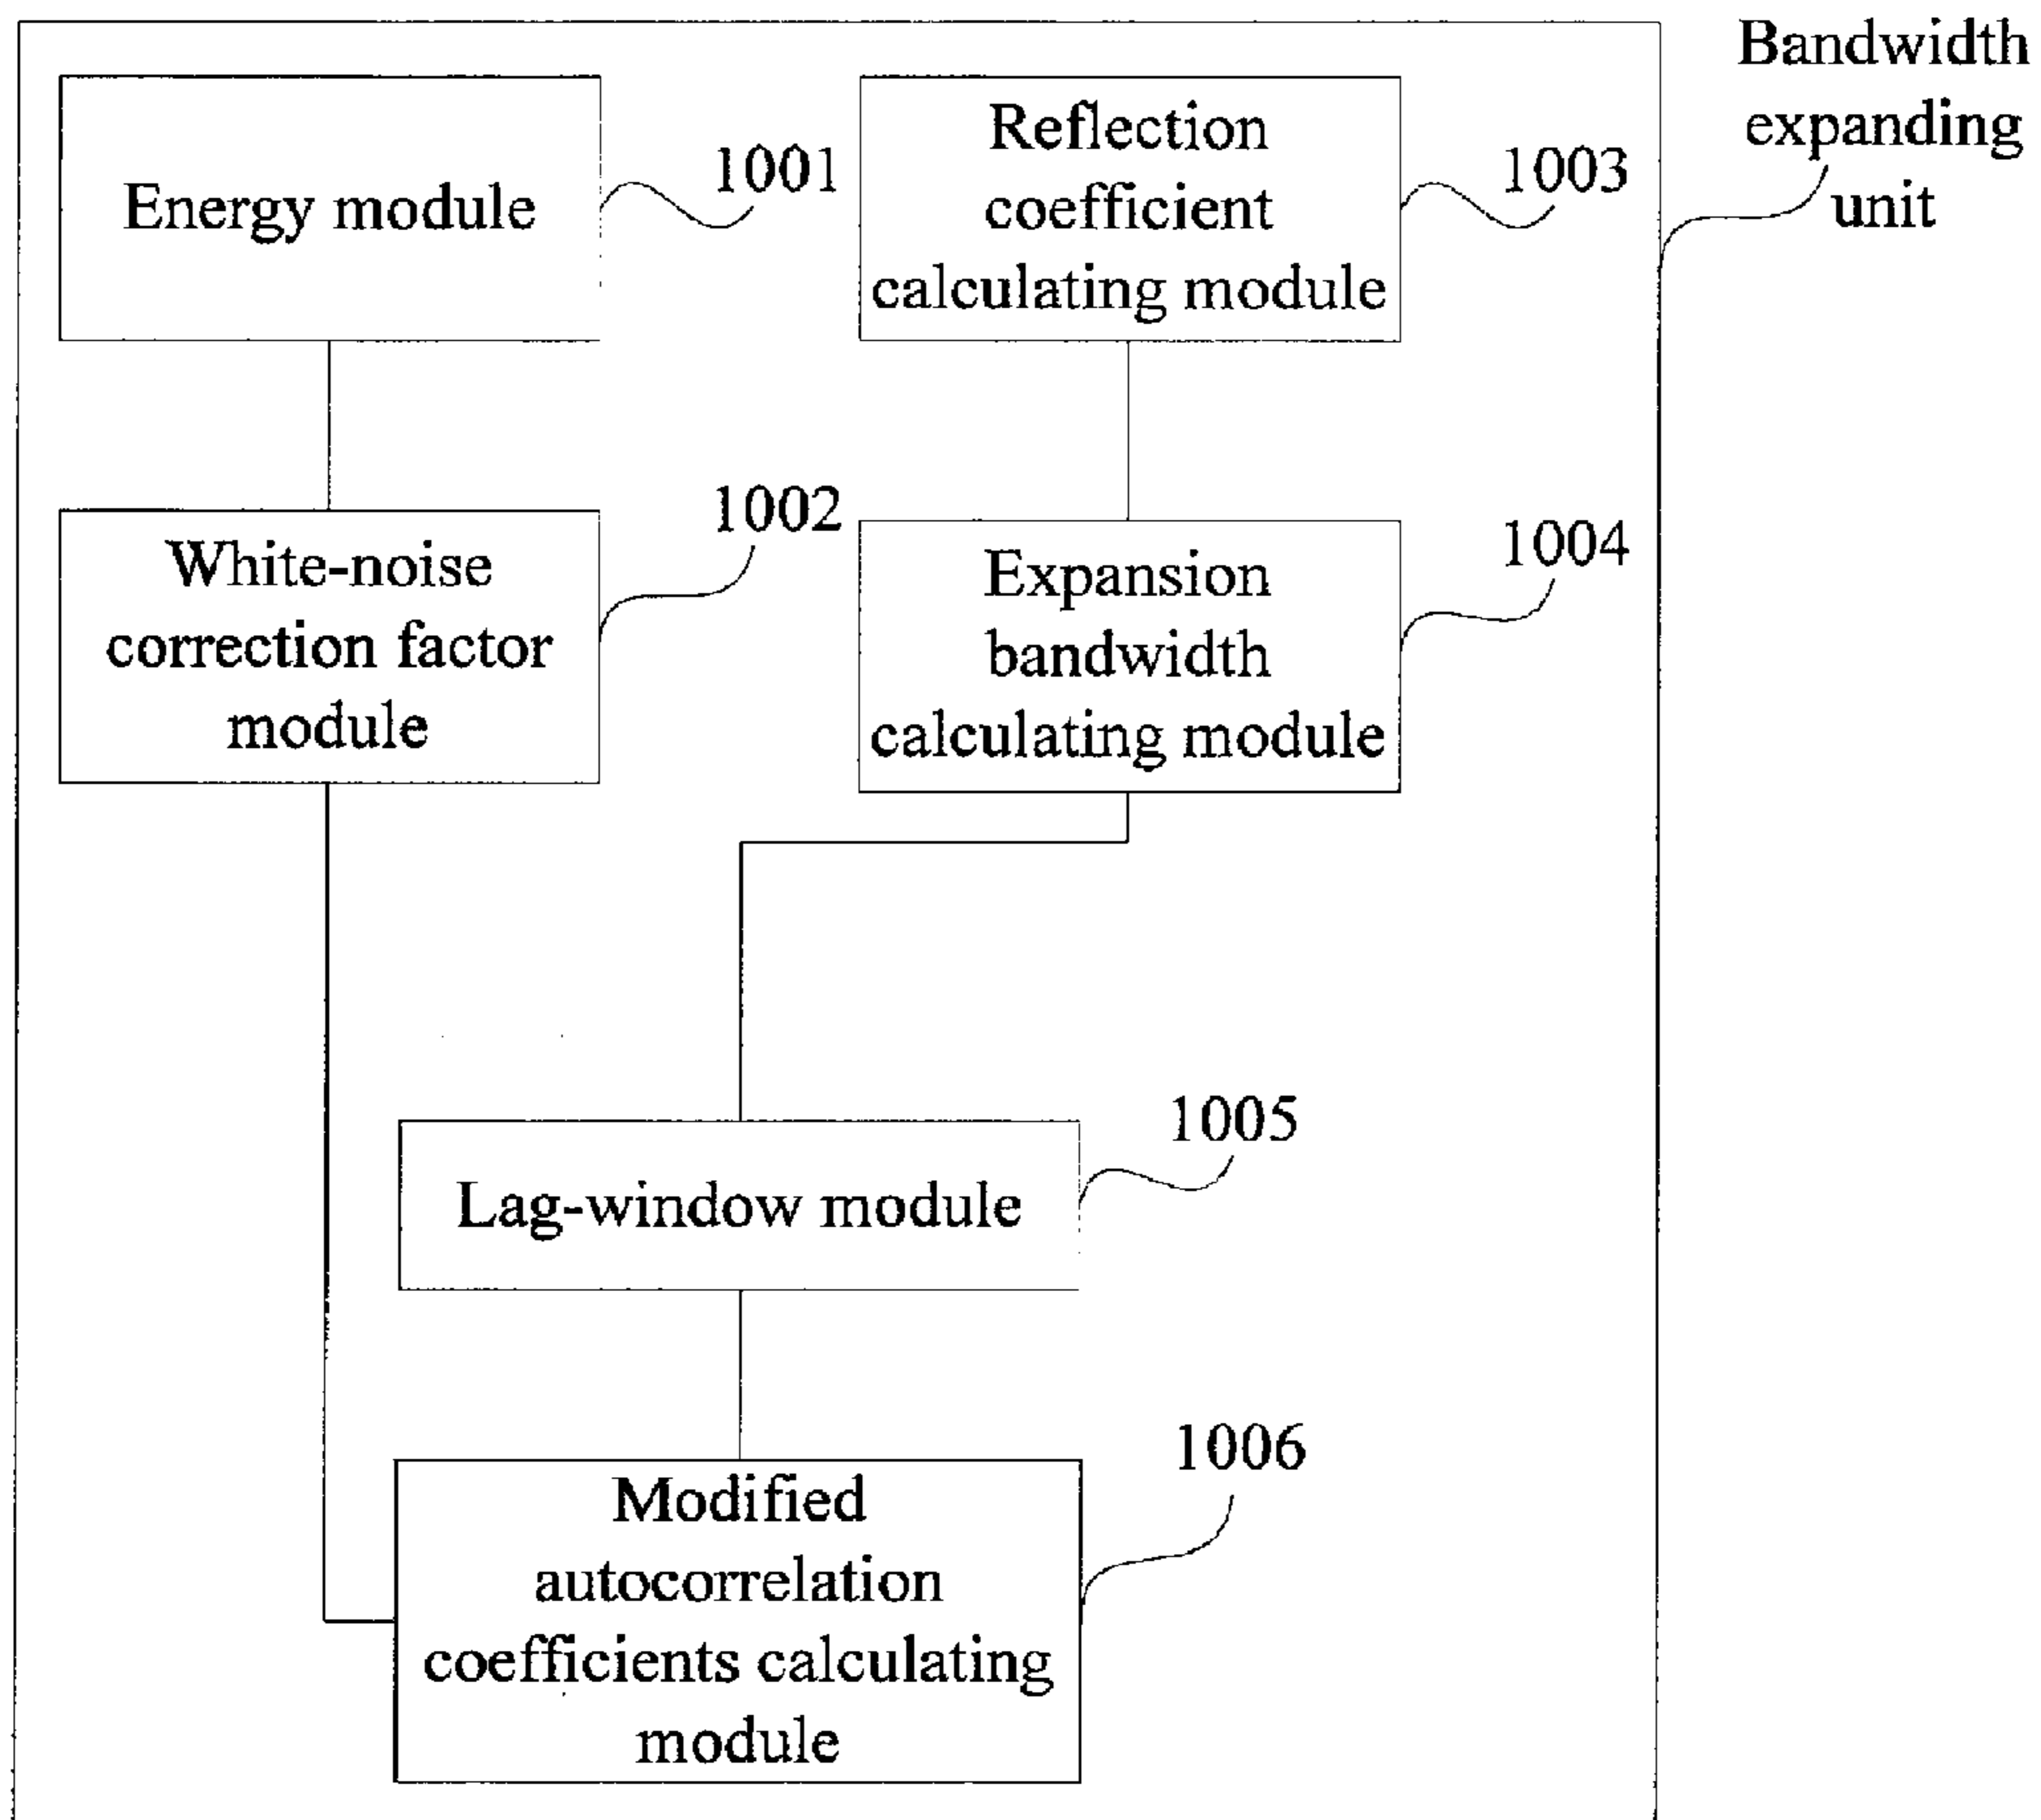 Bandwidth
expanding
unit
Energy module
1001
Reflection
coefficient
calculating module
1003
White-noise
correction factor
module
1002
Expansion
bandwidth
calculating module
1004
Lag-window module
1005
Modified
autocorrelation
coefficients calculating
module
1006